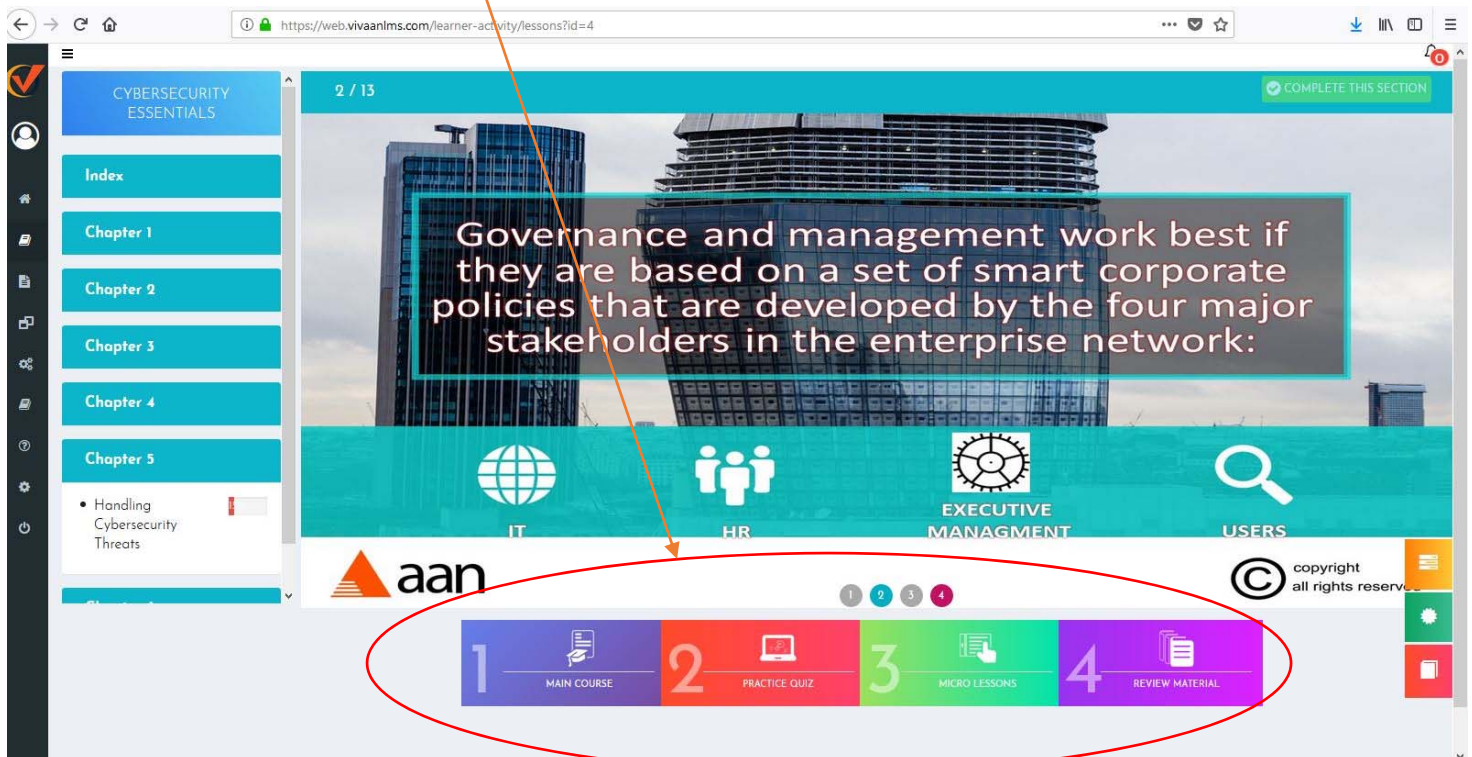 https://web.vivaanlms.com/learner-activity/lessons?id=4
0
CYBERSECURITY
ESSENTIALS
2 / 13
COMPLETE THIS SECTION
Index
Chapter 1
Chapter 2
Chapter 3
Chapter 4
Chapter 5
Handling
Cybersecurity
Threats
Governance and management work best if
they are based on a set of smart corporate
policies that are developed by the four major
stakeholders in the enterprise network:
IT
HR
EXECUTIVE
MANAGMENT
USERS
aan
1 2 3 4
© copyright
all rights
1 MAIN COURSE
2 PRACTICE QUIZ
3 MICRO LESSONS
4 REVIEW MATERIAL